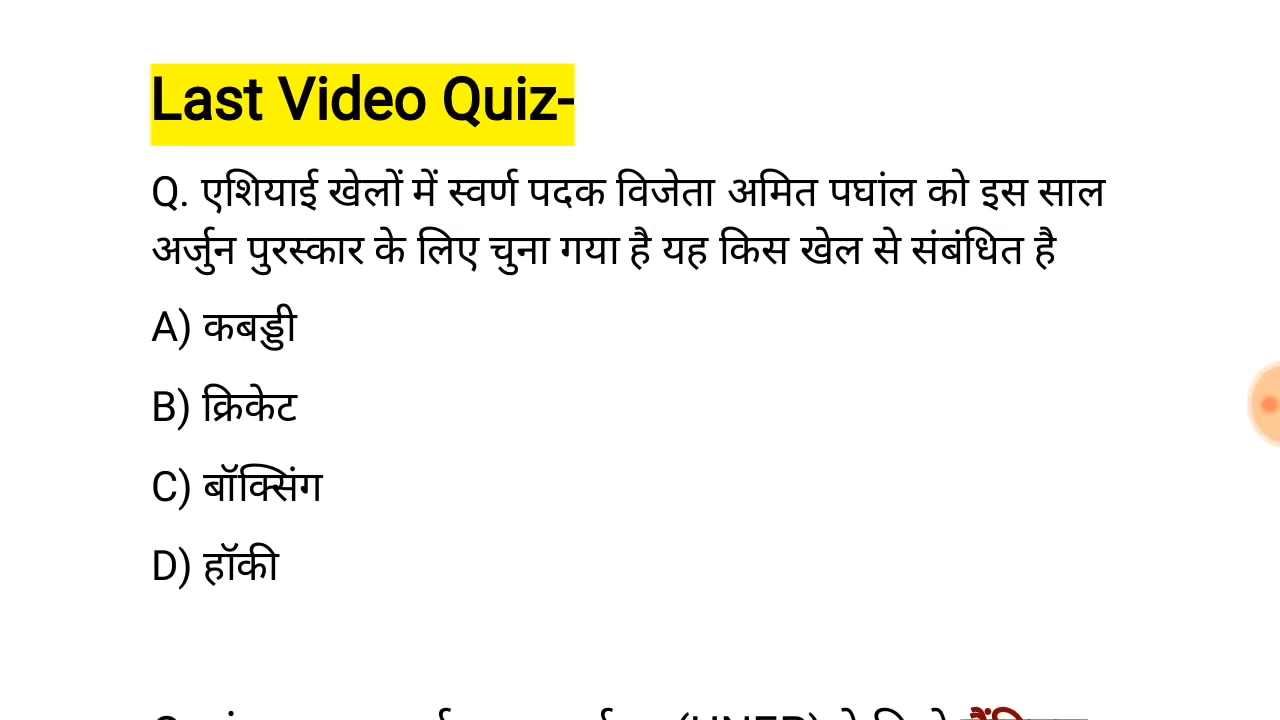 Last Video Quiz-
Q. एशियाई खेलों में स्वर्ण पदक विजेता अमित पघांल को इस साल
अर्जुन पुरस्कार के लिए चुना गया है यह किस खेल से संबंधित है
A) कबड्डी
B) क्रिकेट
C) बॉक्सिंग
D) हॉकी